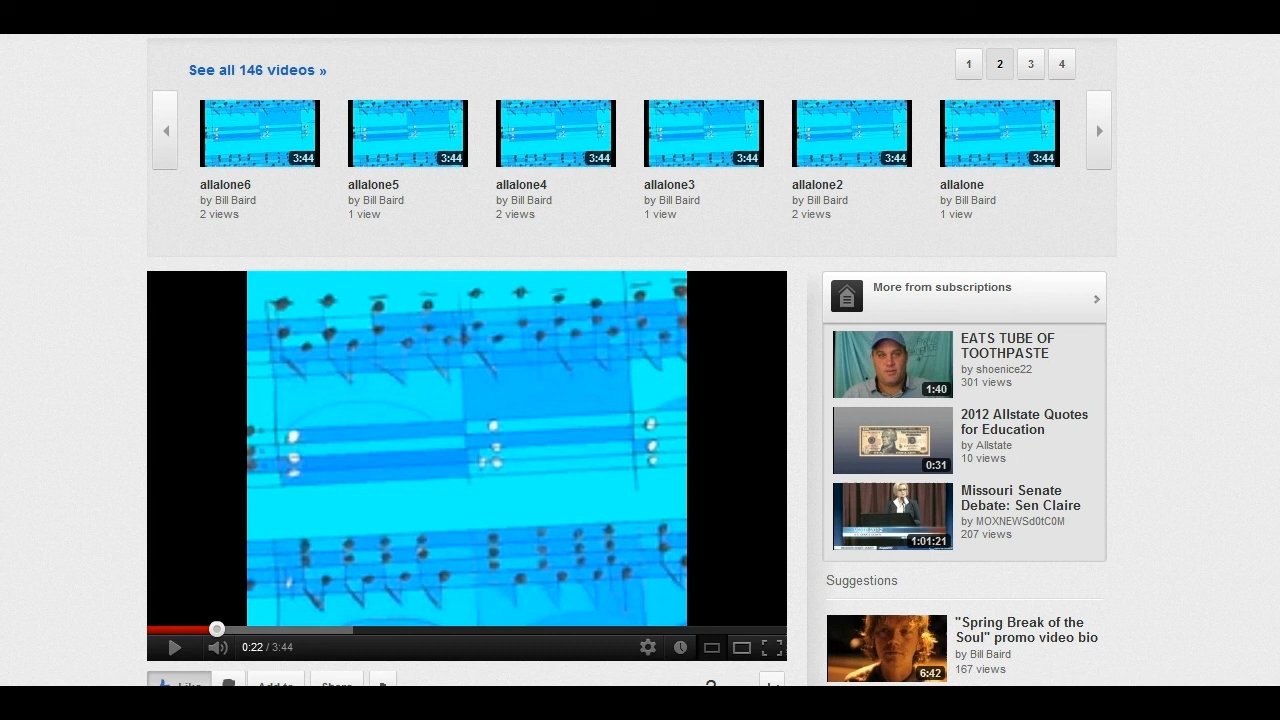 See all 146 videos »
1 2 3 4
3:44 3:44 3:44 3:44 3:44 3:44
allalone6 allalone5 allalone4 allalone3 allalone2 allalone
by Bill Baird by Bill Baird by Bill Baird by Bill Baird by Bill Baird by Bill Baird
2 views 1 view 2 views 1 view 2 views 1 view
0:22 / 3:44
Like Add to Share
More from subscriptions
EATS TUBE OF
TOOTHPASTE
by shoenice22
301 views
1:40
2012 Allstate Quotes
for Education
by Allstate
10 views
0:31
Missouri Senate
Debate: Sen Claire
by MOXNEWSd0tC0M
207 views
1:01:21
Suggestions
"Spring Break of the
Soul" promo video bio
by Bill Baird
167 views
6:42